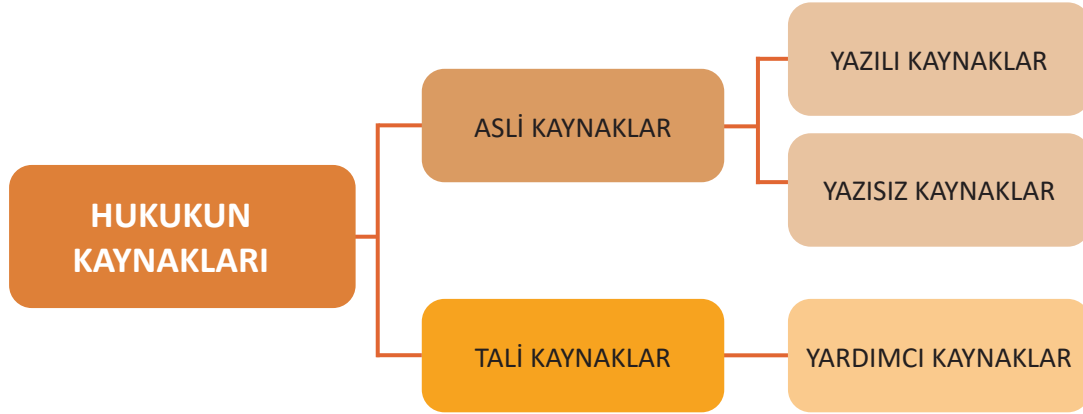 HUKUKUN
KAYNAKLARI
ASLİ KAYNAKLAR
YAZILI KAYNAKLAR
YAZISIZ KAYNAKLAR
TALİ KAYNAKLAR
YARDIMCI KAYNAKLAR